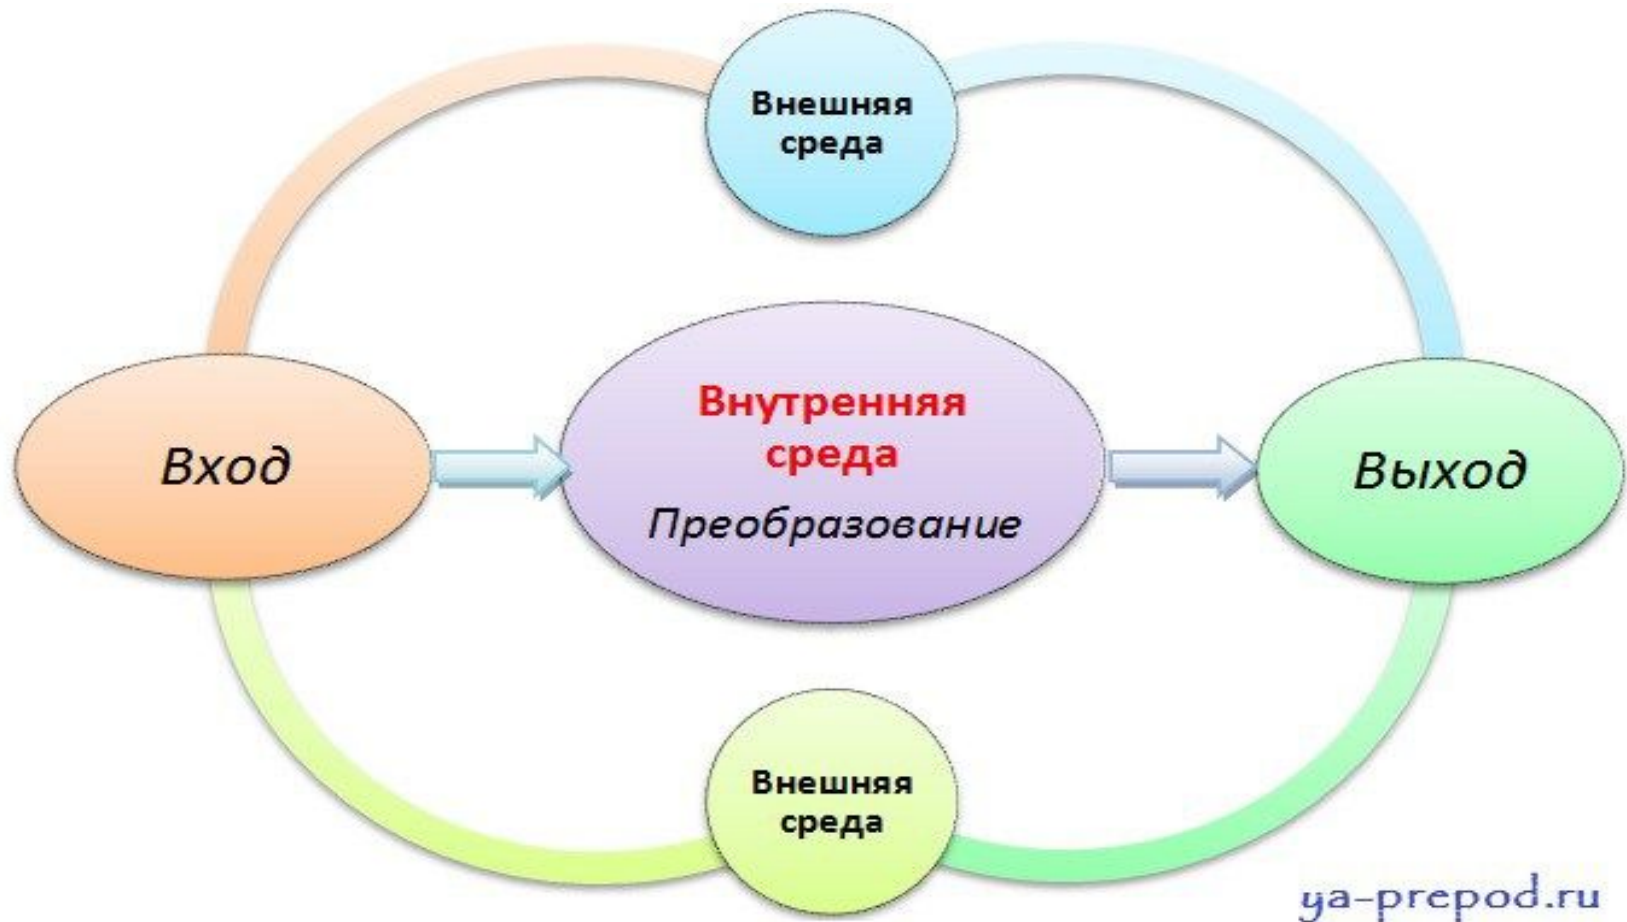 Внешняя
среда
Вход
Внутренняя
среда
Преобразование
Выход
Внешняя
среда
ya-prepod.ru